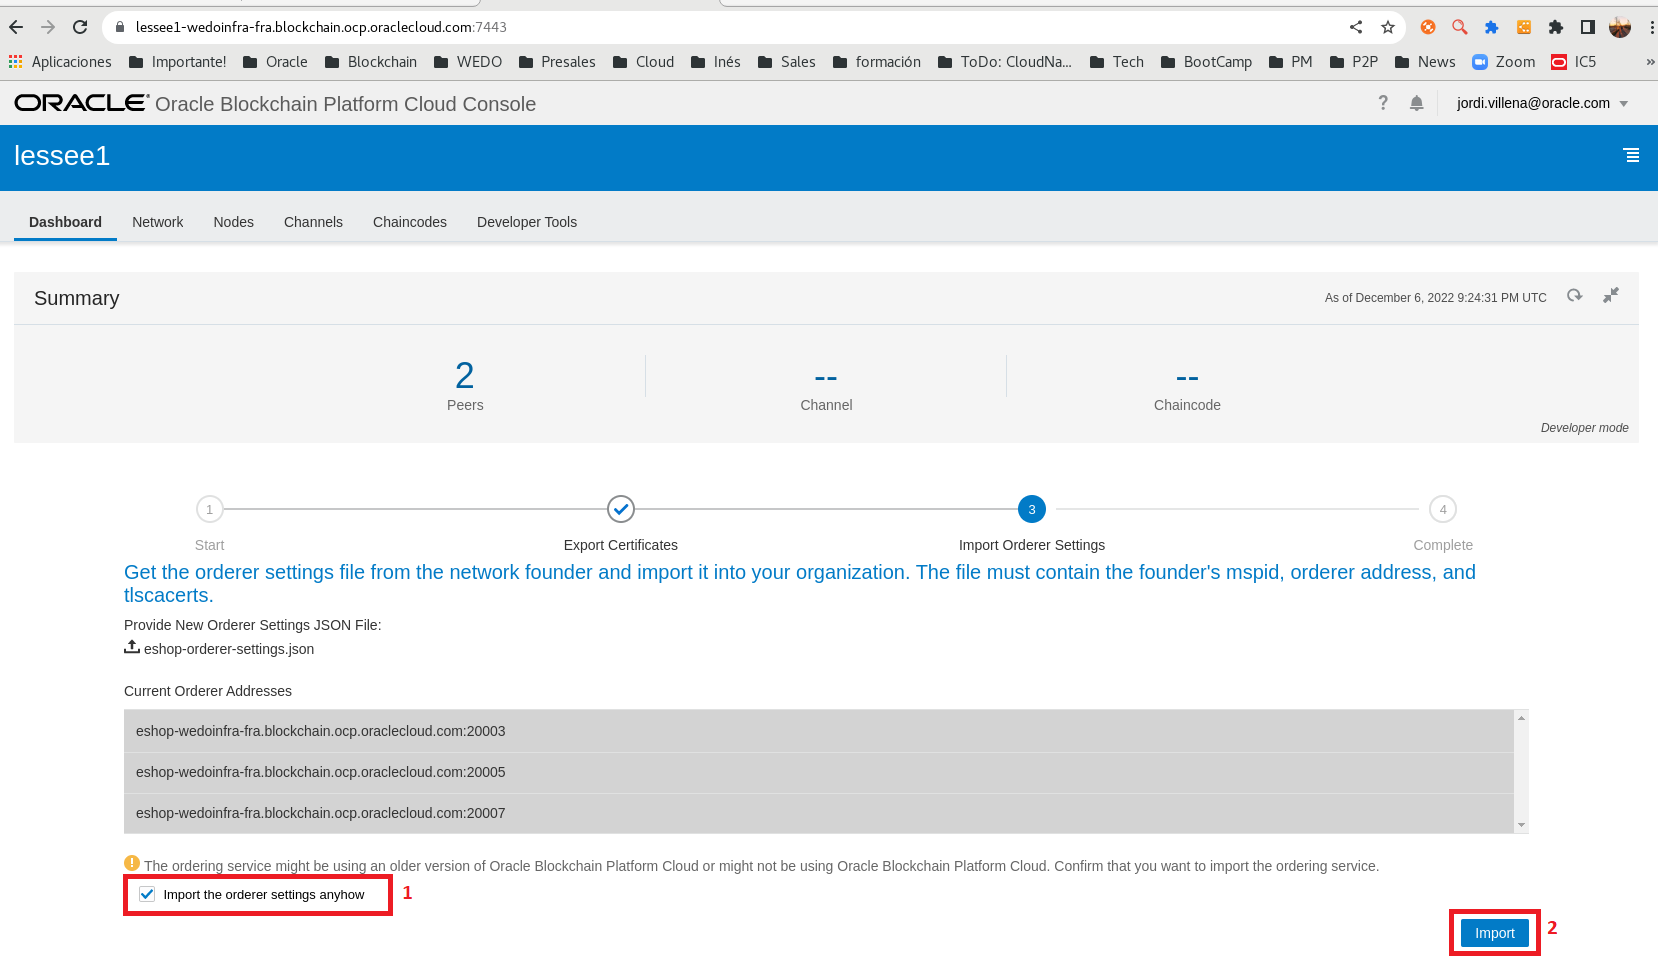 lessee1-wedoinfra-fra.blockchain.ocp.oraclecloud.com:7443
Aplicaciones Importante! Oracle Blockchain WEDO Presales Cloud Inés Sales formación ToDo: CloudNa... Tech BootCamp PM P2P News Zoom IC5 »
ORACLE® Oracle Blockchain Platform Cloud Console ? jordi.villena@oracle.com
lessee1
Dashboard Network Nodes Channels Chaincodes Developer Tools
Summary As of December 6, 2022 9:24:31 PM UTC
2 -- --
Peers Channel Chaincode
Developer mode
1 3 4
Start Export Certificates Import Orderer Settings Complete
Get the orderer settings file from the network founder and import it into your organization. The file must contain the founder's mspid, orderer address, and
tlscacerts.
Provide New Orderer Settings JSON File:
eshop-orderer-settings.json
Current Orderer Addresses
eshop-wedoinfra-fra.blockchain.ocp.oraclecloud.com:20003
eshop-wedoinfra-fra.blockchain.ocp.oraclecloud.com:20005
eshop-wedoinfra-fra.blockchain.ocp.oraclecloud.com:20007
! The ordering service might be using an older version of Oracle Blockchain Platform Cloud or might not be using Oracle Blockchain Platform Cloud. Confirm that you want to import the ordering service.
Import the orderer settings anyhow 1
Import 2